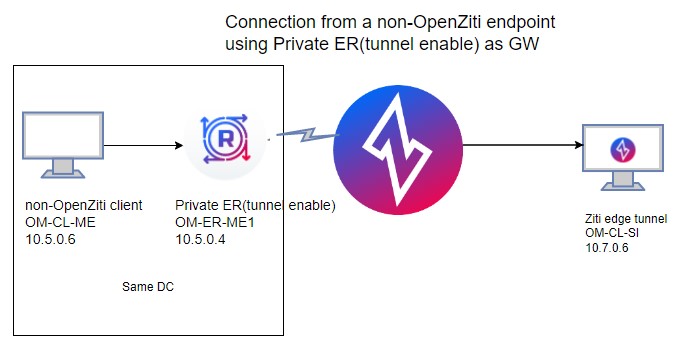 Connection from a non-OpenZiti endpoint
using Private ER(tunnel enable) as GW
R
non-OpenZiti client
OM-CL-ME
10.5.0.6
Private ER(tunnel enable)
OM-ER-ME1
10.5.0.4
Ziti edge tunnel
OM-CL-SI
10.7.0.6
Same DC